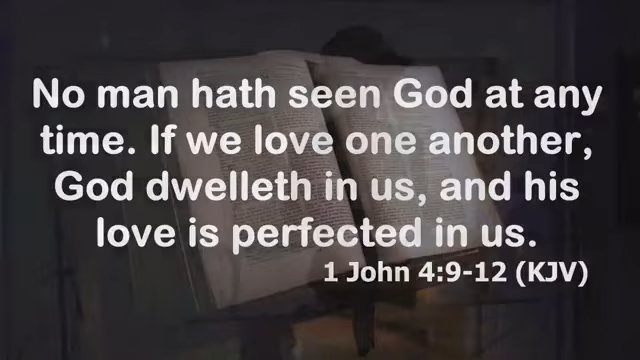 No man hath seen God at any
time. If we love one another,
God dwelleth in us, and his
love is perfected in us.
1 John 4:9-12 (KJV)